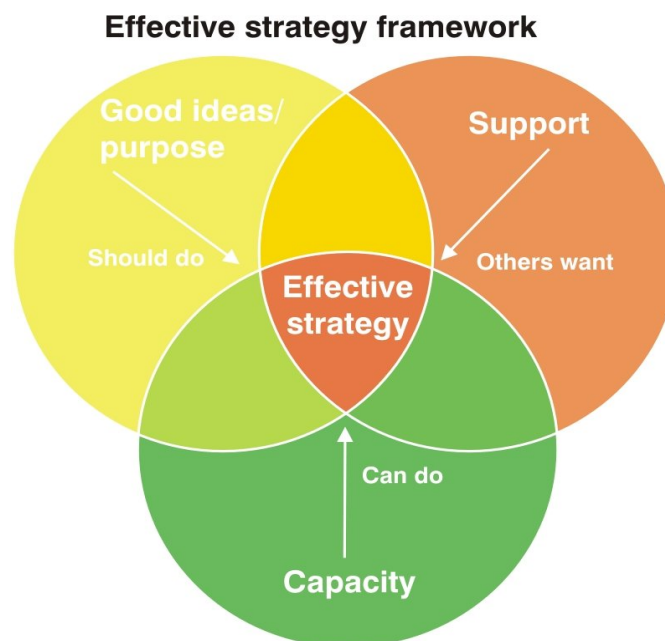 Effective strategy framework
Good ideas/
purpose
Support
Should do
Others want
Effective
strategy
Can do
Capacity